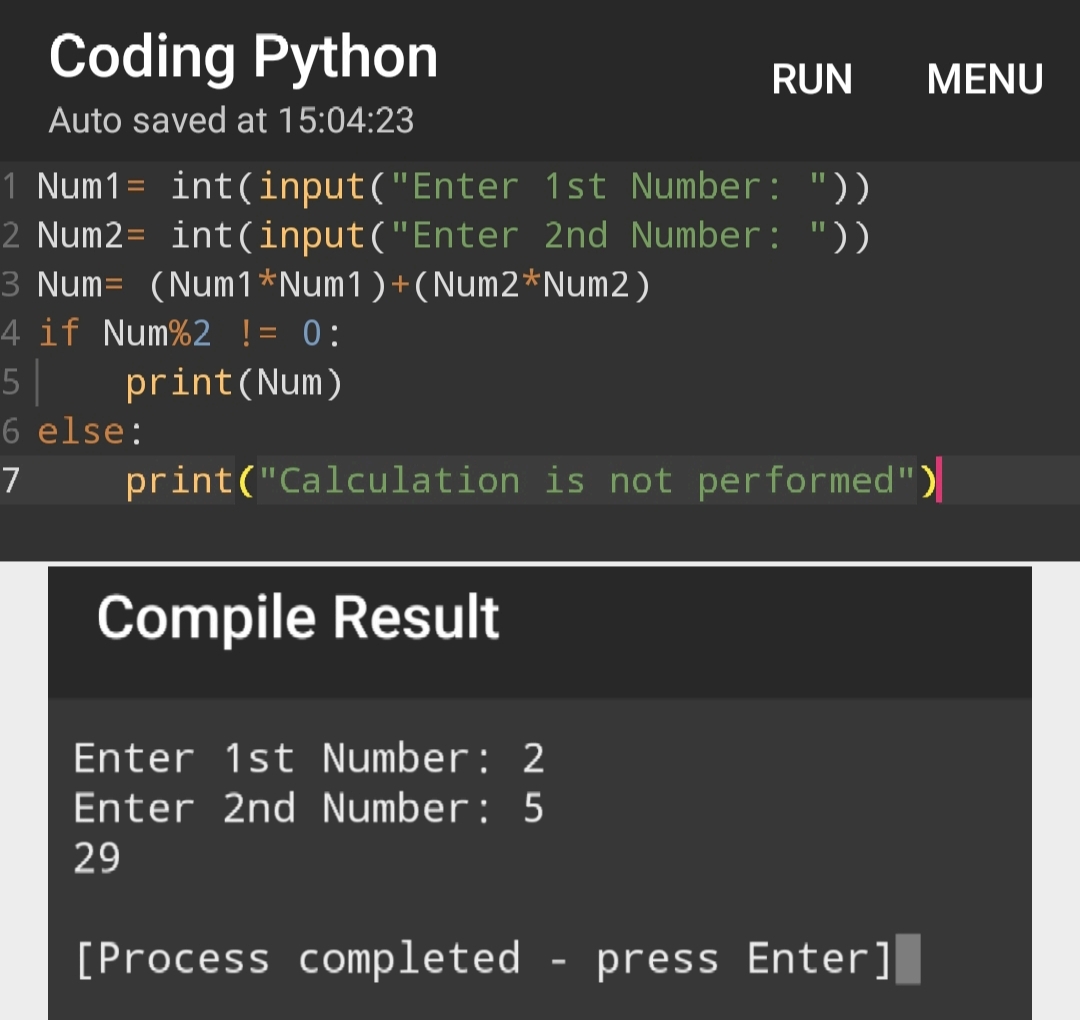 Coding Python
RUN MENU
Auto saved at 15:04:23
1 Num1= int(input("Enter 1st Number: "))
2 Num2= int(input("Enter 2nd Number: "))
3 Num= (Num1*Num1)+(Num2*Num2)
4 if Num%2 != 0:
5     print(Num)
6 else:
7     print("Calculation is not performed")
Compile Result
Enter 1st Number: 2
Enter 2nd Number: 5
29
[Process completed - press Enter]